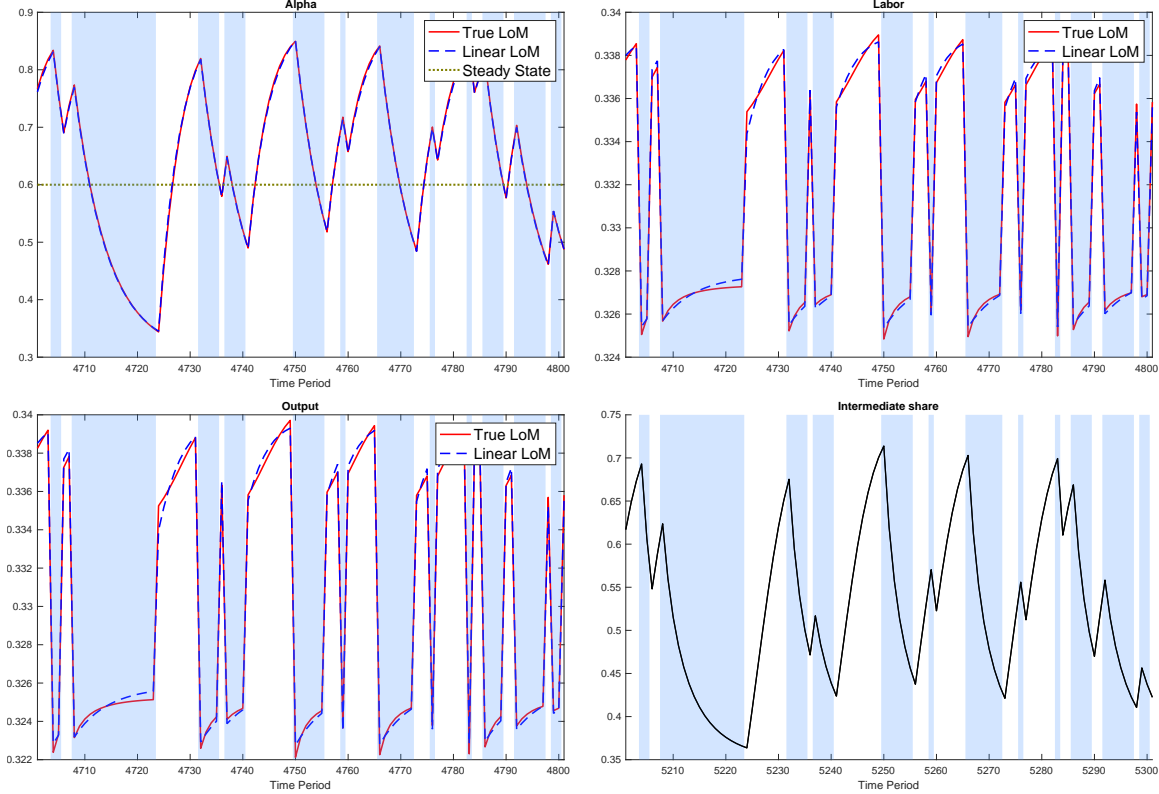 Alpha
0.9
0.8
0.7
0.6
0.5
0.4
0.3
True LoM
Linear LoM
Steady State
4710 4720 4730 4740 4750 4760 4770 4780 4790 4800
Time Period
Labor
0.34
0.338
0.336
0.334
0.332
0.33
0.328
0.326
0.324
True LoM
Linear LoM
4710 4720 4730 4740 4750 4760 4770 4780 4790 4800
Time Period
Output
0.34
0.338
0.336
0.334
0.332
0.33
0.328
0.326
0.324
0.322
True LoM
Linear LoM
4710 4720 4730 4740 4750 4760 4770 4780 4790 4800
Time Period
Intermediate share
0.75
0.7
0.65
0.6
0.55
0.5
0.45
0.4
0.35
5210 5220 5230 5240 5250 5260 5270 5280 5290 5300
Time Period